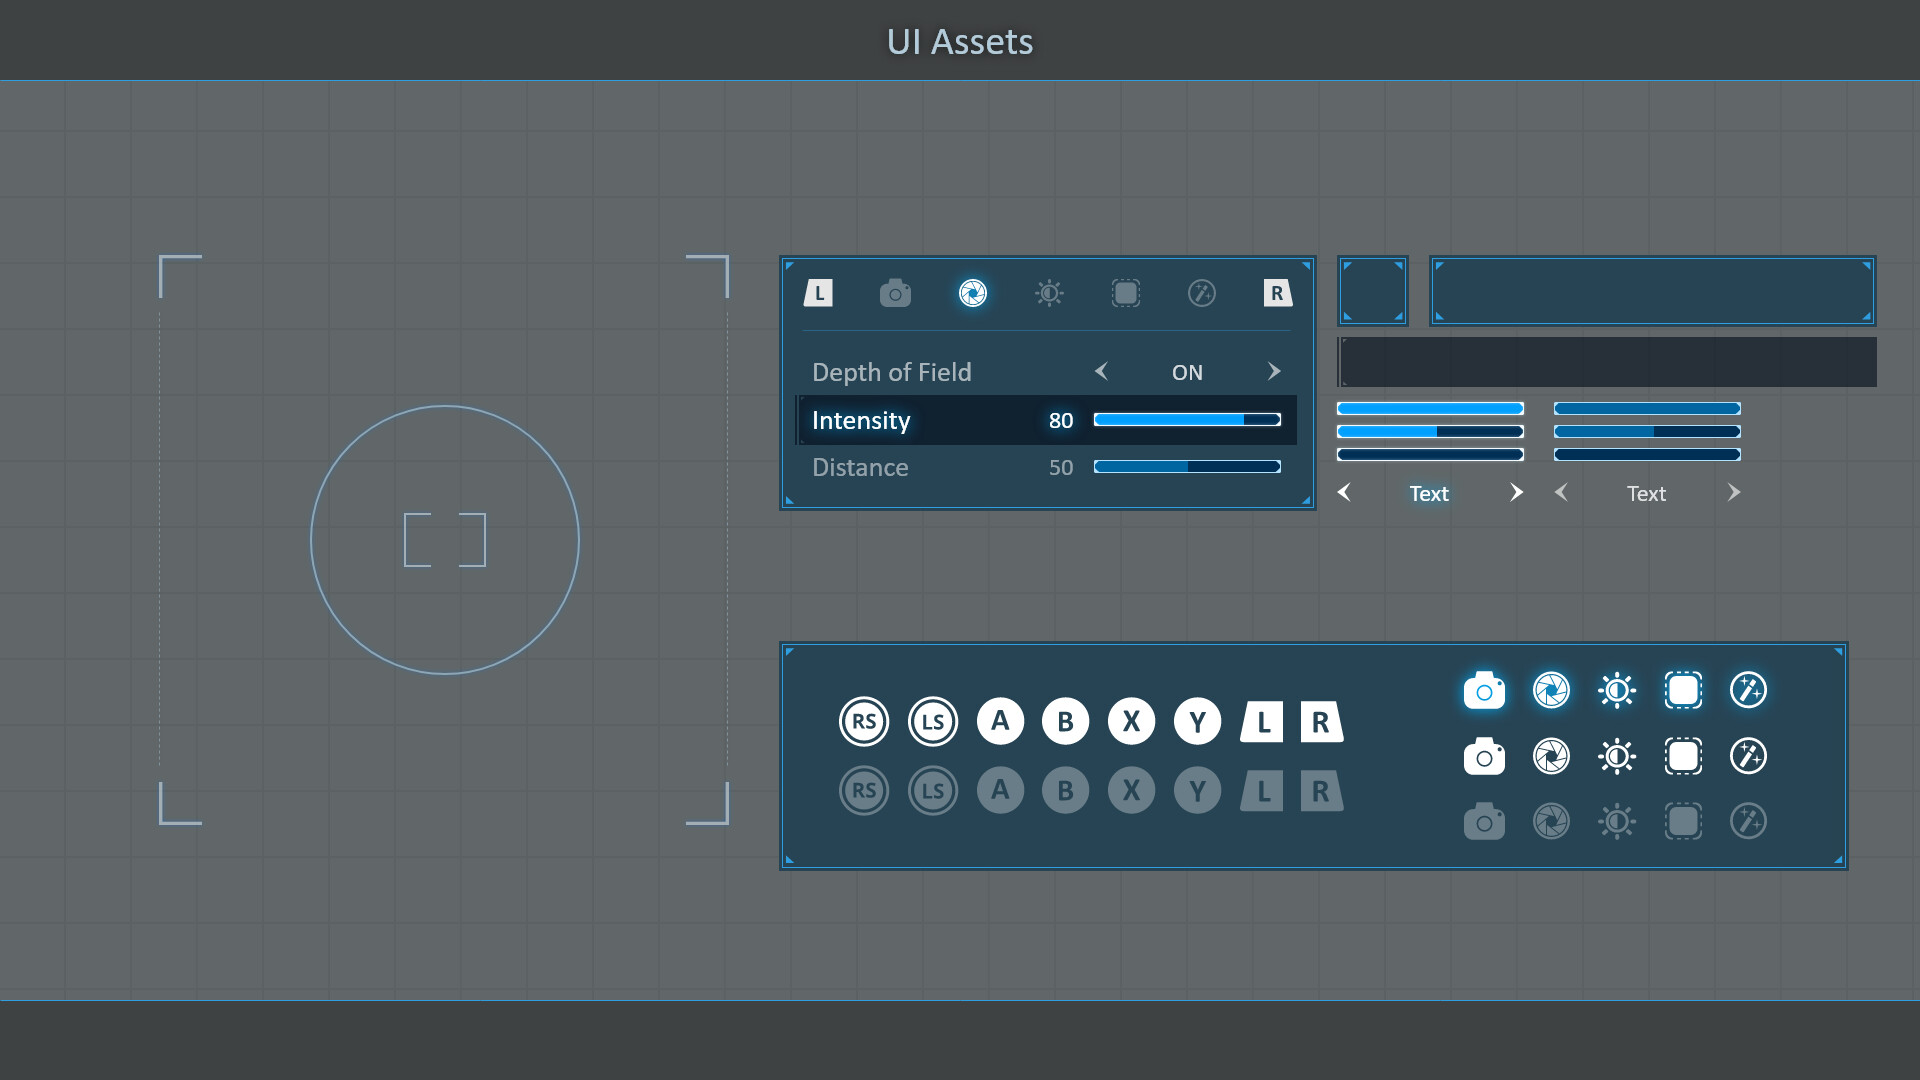 UI Assets
L R
Depth of Field ON
Intensity 80
Distance 50
Text Text
RS LS A B X Y L R
RS LS A B X Y L R